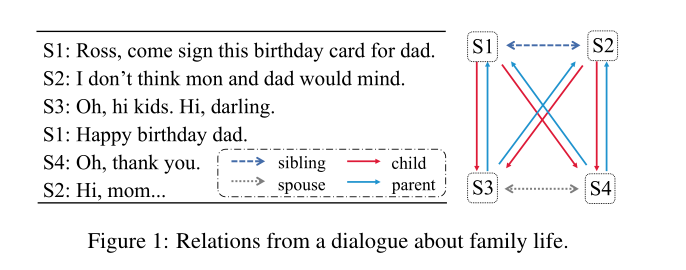 S1: Ross, come sign this birthday card for dad.
S2: I don't think mon and dad would mind.
S3: Oh, hi kids. Hi, darling.
S1: Happy birthday dad.
S4: Oh, thank you.
S2: Hi, mom...
sibling child
spouse parent
S1 S2
S3 S4
Figure 1: Relations from a dialogue about family life.